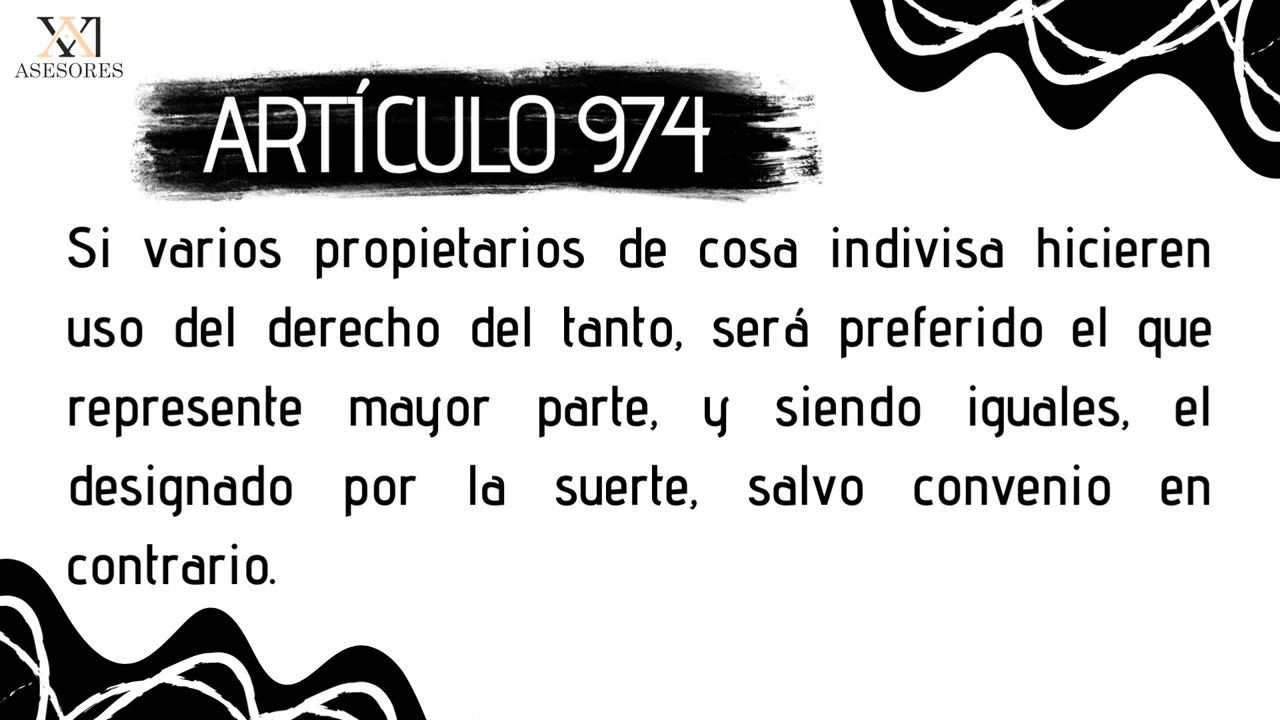 XXI
ASESORES
ARTÍCULO 974
Si varios propietarios de cosa indivisa hicieren
uso del derecho del tanto, será preferido el que
represente mayor parte, y siendo iguales, el
designado por la suerte, salvo convenio en
contrario.